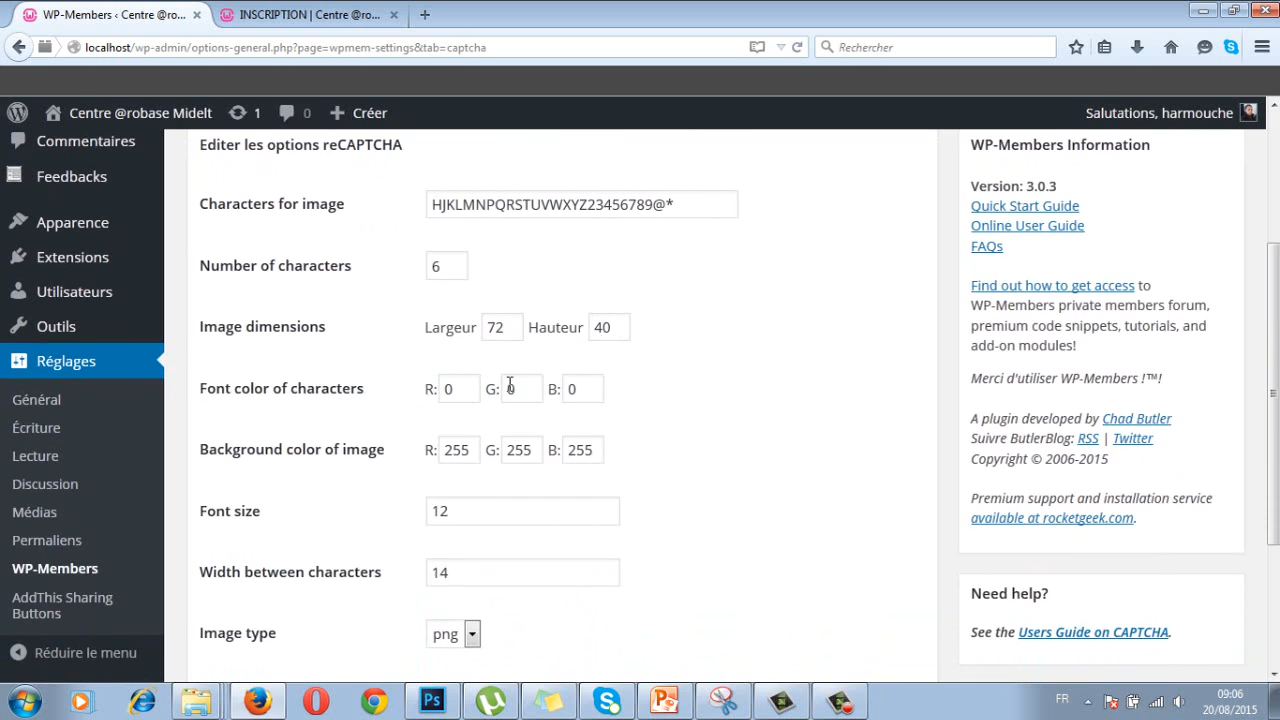 WP-Members ‹ Centre @ro...
INSCRIPTION | Centre @ro...
localhost/wp-admin/options-general.php?page=wpmem-settings&tab=captcha
Rechercher
Centre @robase Midelt
1
0
Créer
Salutations, harmouche
Commentaires
Feedbacks
Apparence
Extensions
Utilisateurs
Outils
Réglages
Général
Écriture
Lecture
Discussion
Médias
Permaliens
WP-Members
AddThis Sharing
Buttons
Réduire le menu
Editer les options reCAPTCHA
Characters for image
HJKLMNPQRSTUVWXYZ23456789@*
Number of characters
6
Image dimensions
Largeur 72 Hauteur 40
Font color of characters
R: 0 G: 0 B: 0
Background color of image
R: 255 G: 255 B: 255
Font size
12
Width between characters
14
Image type
png
WP-Members Information
Version: 3.0.3
Quick Start Guide
Online User Guide
FAQs
Find out how to get access to
WP-Members private members forum,
premium code snippets, tutorials, and
add-on modules!
Merci d'utiliser WP-Members !™!
A plugin developed by Chad Butler
Suivre ButlerBlog: RSS | Twitter
Copyright © 2006-2015
Premium support and installation service
available at rocketgeek.com.
Need help?
See the Users Guide on CAPTCHA.
Ps
FR
09:06
20/08/2015